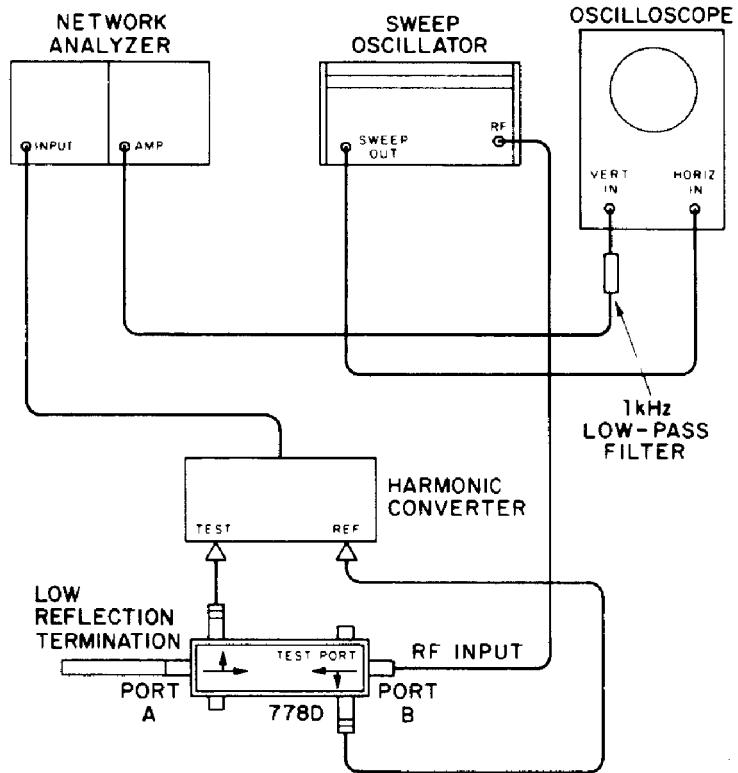 NETWORK
ANALYZER
SWEEP
OSCILLATOR
OSCILLOSCOPE
INPUT
AMP
SWEEP
OUT
RF
VERT
IN
HORIZ
IN
1kHz
LOW-PASS
FILTER
HARMONIC
CONVERTER
TEST
REF
LOW
REFLECTION
TERMINATION
TEST PORT
RF INPUT
PORT
A
778D
PORT
B